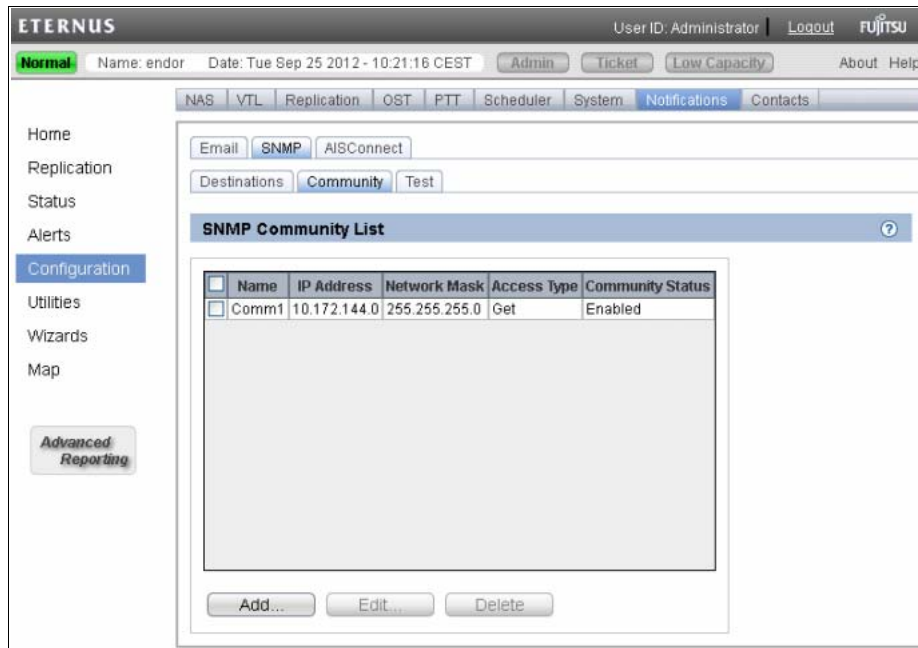 ETERNUS User ID: Administrator Logout FUJITSU
Normal Name: endor Date: Tue Sep 25 2012 - 10:21:16 CEST Admin Ticket Low Capacity About Help
NAS VTL Replication OST PTT Scheduler System Notifications Contacts
Home
Replication
Status
Alerts
Configuration
Utilities
Wizards
Map
Advanced
Reporting
Email SNMP AISConnect
Destinations Community Test
SNMP Community List ?
Name IP Address Network Mask Access Type Community Status
Comm1 10.172.144.0 255.255.255.0 Get Enabled
Add... Edit... Delete